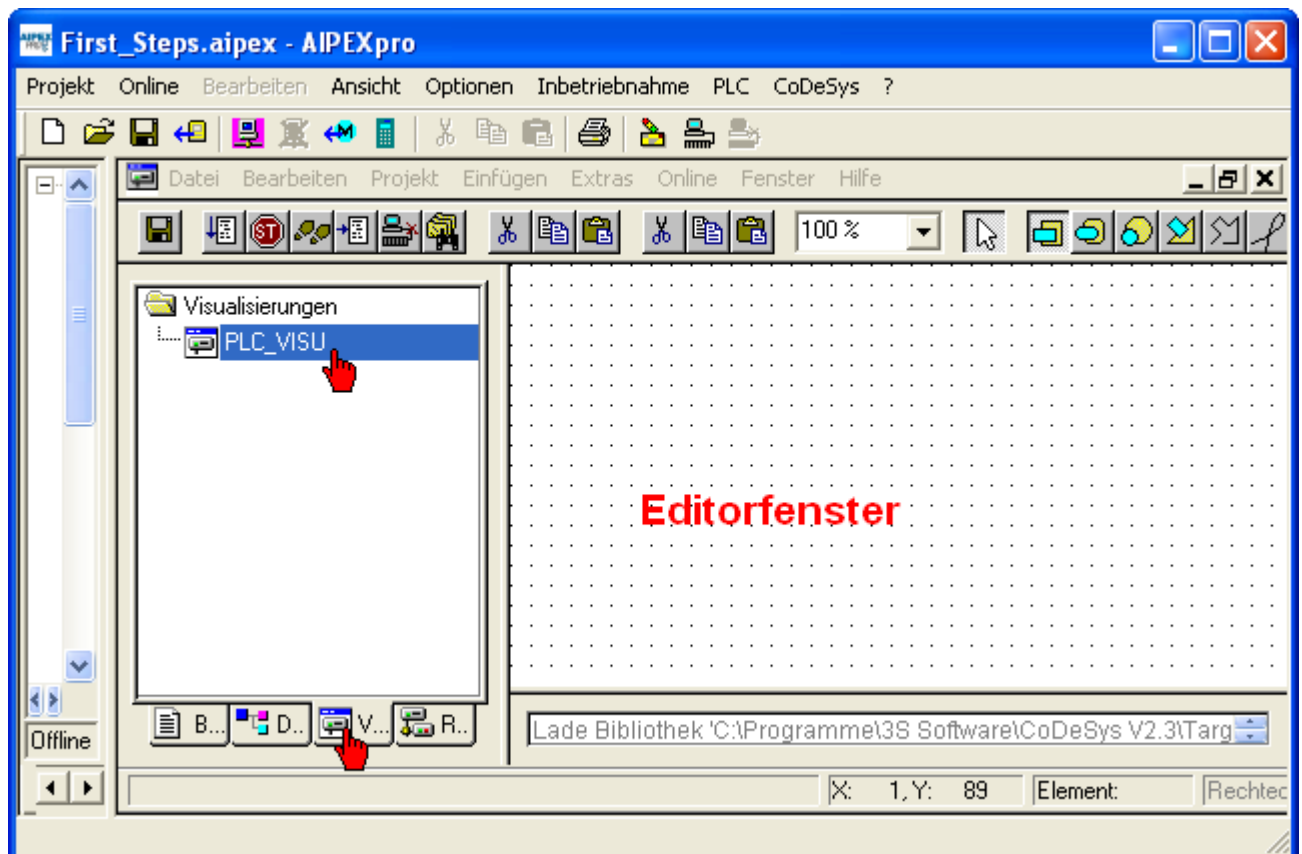 First_Steps.aipex - AIPEXpro
Projekt Online Bearbeiten Ansicht Optionen Inbetriebnahme PLC CoDeSys ?
Datei Bearbeiten Projekt Einfügen Extras Online Fenster Hilfe
ST
100 %
Visualisierungen
PLC_VISU
Editorfenster
B... D.. V... R..
Lade Bibliothek 'C:\Programme\3S Software\CoDeSys V2.3\Targ
Offline
X: 1, Y: 89 Element: Rechtec